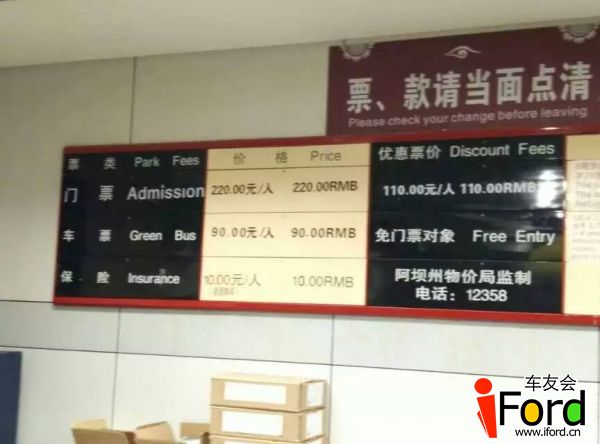 票、款请当面点清
Please check your change before leaving
票 类 Park Fees 价 格 Price 优惠票价 Discount Fees
门 票 Admission 220.00元/人 220.00RMB 110.00元/人 110.00RMB
车 票 Green Bus 90.00元/人 90.00RMB 免门票对象 Free Entry
保 险 Insurance 10.00元/人 10.00RMB 阿坝州物价局监制
电话：12358
车友会
iFord
www.iford.cn